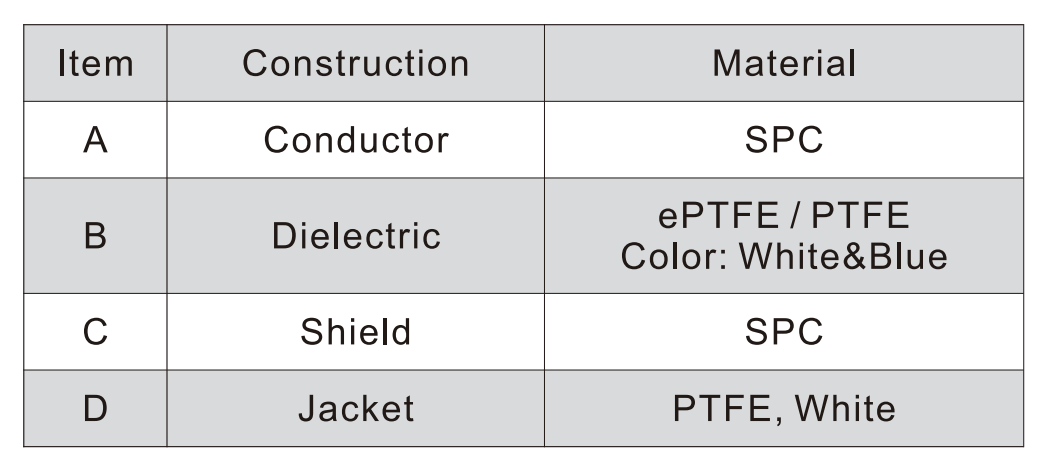 Item Construction Material
A Conductor SPC
B Dielectric ePTFE / PTFE
Color: White&Blue
C Shield SPC
D Jacket PTFE, White